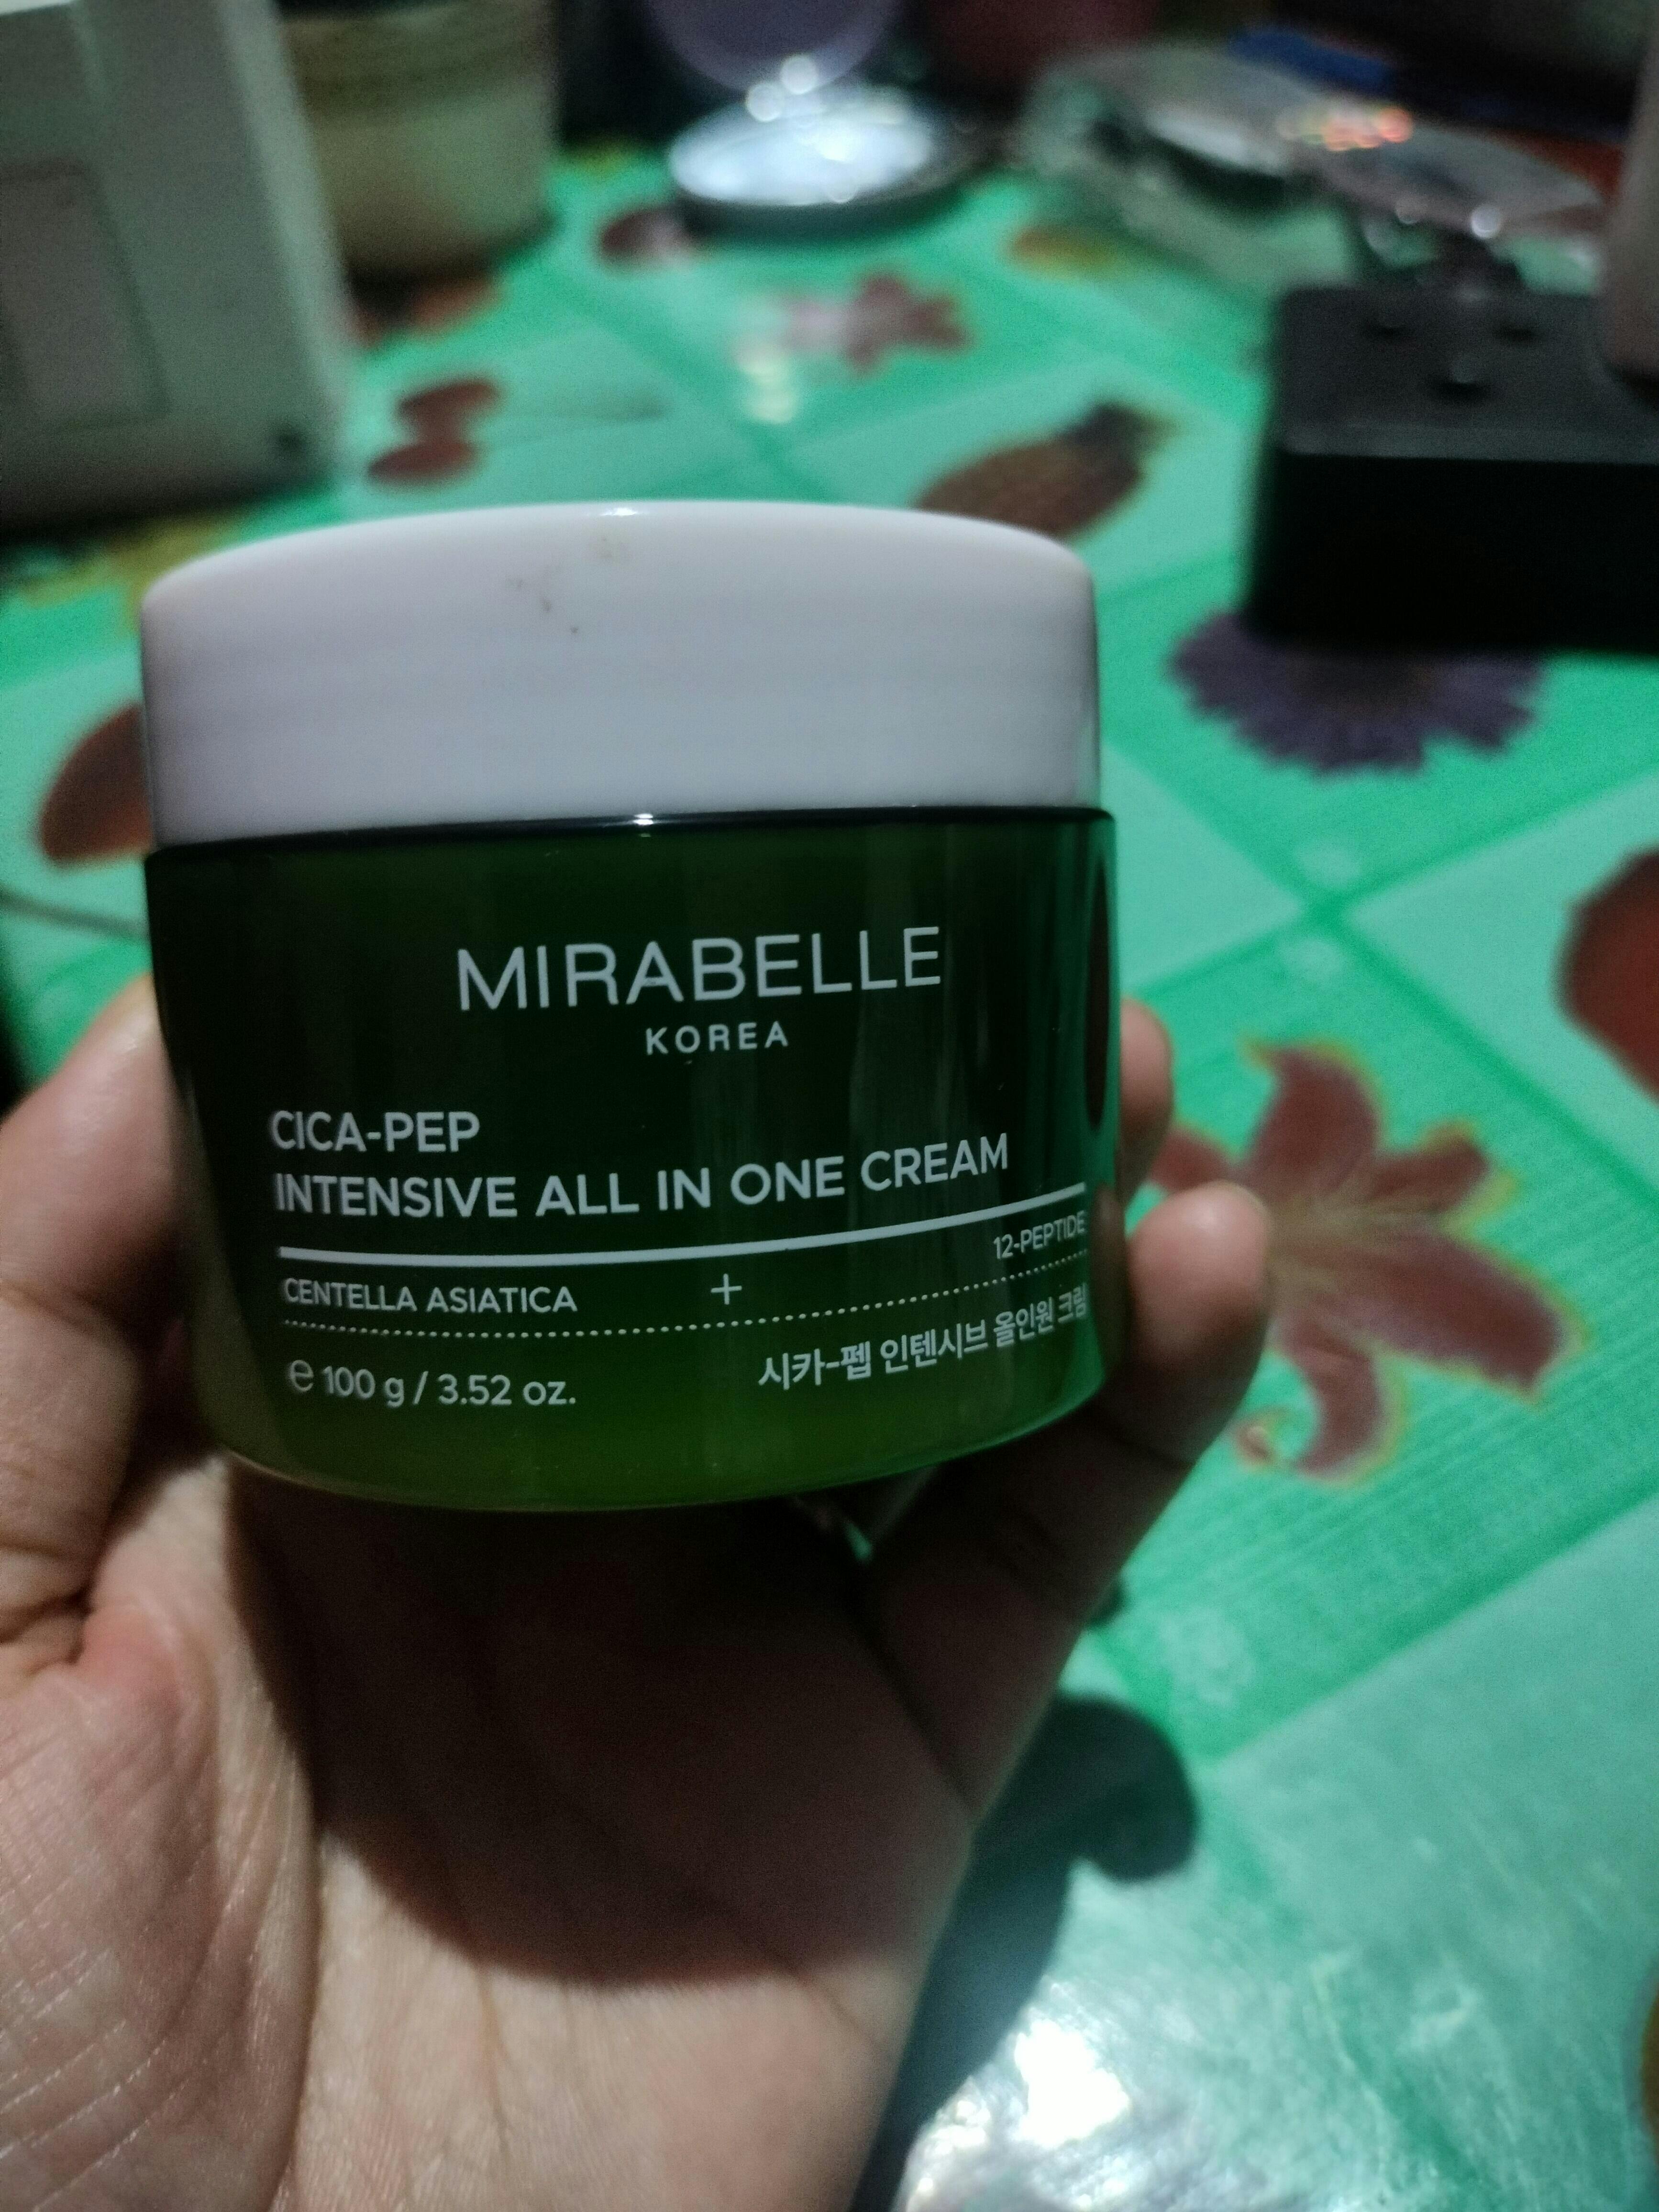 MIRABELLE
KOREA
CICA-PEP
INTENSIVE ALL IN ONE CREAM
CENTELLA ASIATICA + 12-PEPTIDE
℮ 100 g / 3.52 oz.
시카-펩 인텐시브 올인원 크림